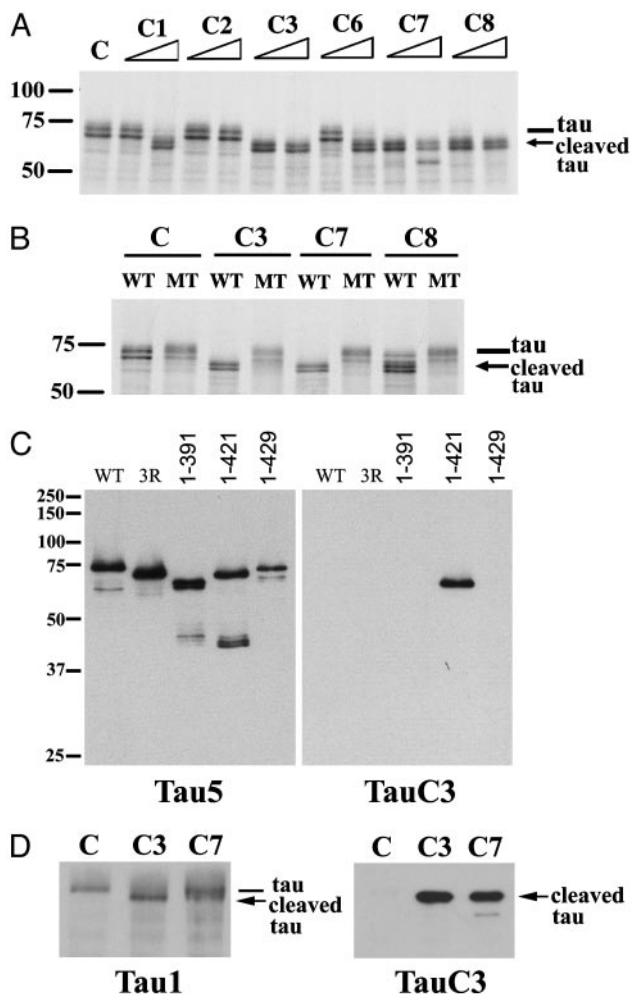 A
C C1 C2 C3 C6 C7 C8
100
75
50
tau
cleaved
tau
B
C C3 C7 C8
WT MT WT MT WT MT WT MT
75
50
tau
cleaved
tau
C
WT 3R 1-391 1-421 1-429 WT 3R 1-391 1-421 1-429
250
150
100
75
50
37
25
Tau5 TauC3
D
C C3 C7 C C3 C7
tau
cleaved cleaved
tau tau
Tau1 TauC3